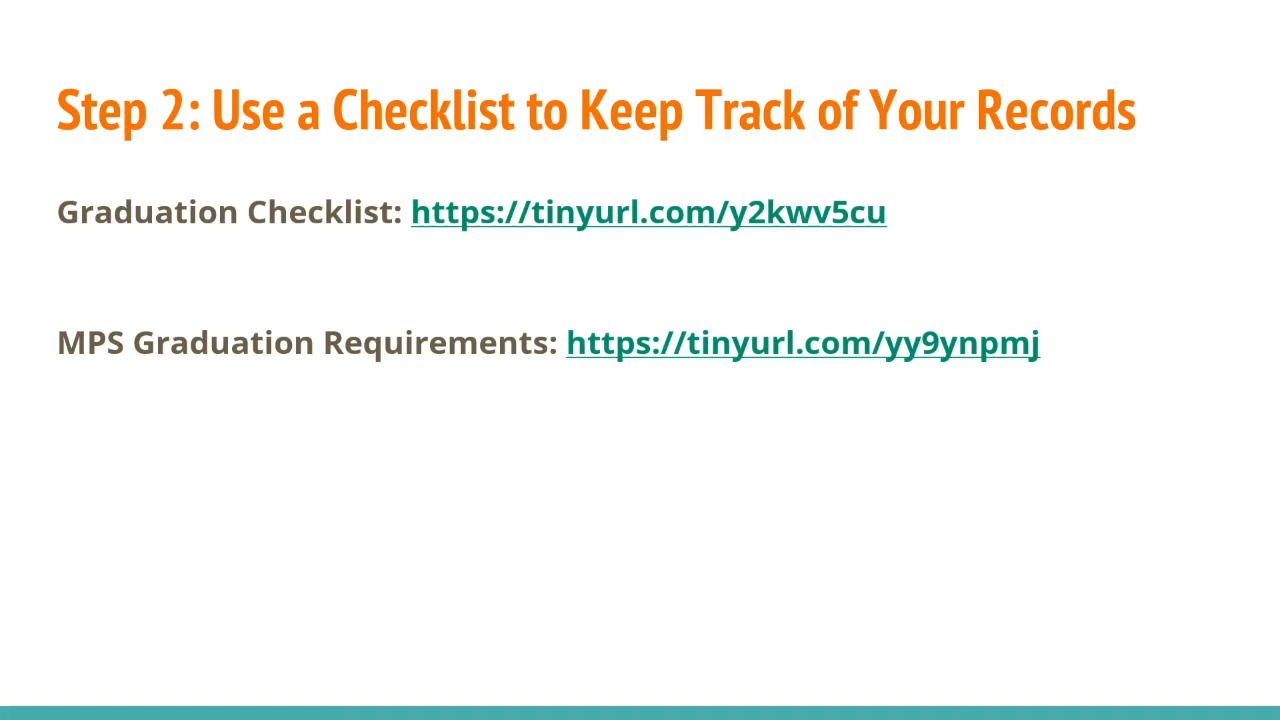 Step 2: Use a Checklist to Keep Track of Your Records
Graduation Checklist: https://tinyurl.com/y2kwv5cu
MPS Graduation Requirements: https://tinyurl.com/yy9ynpmj